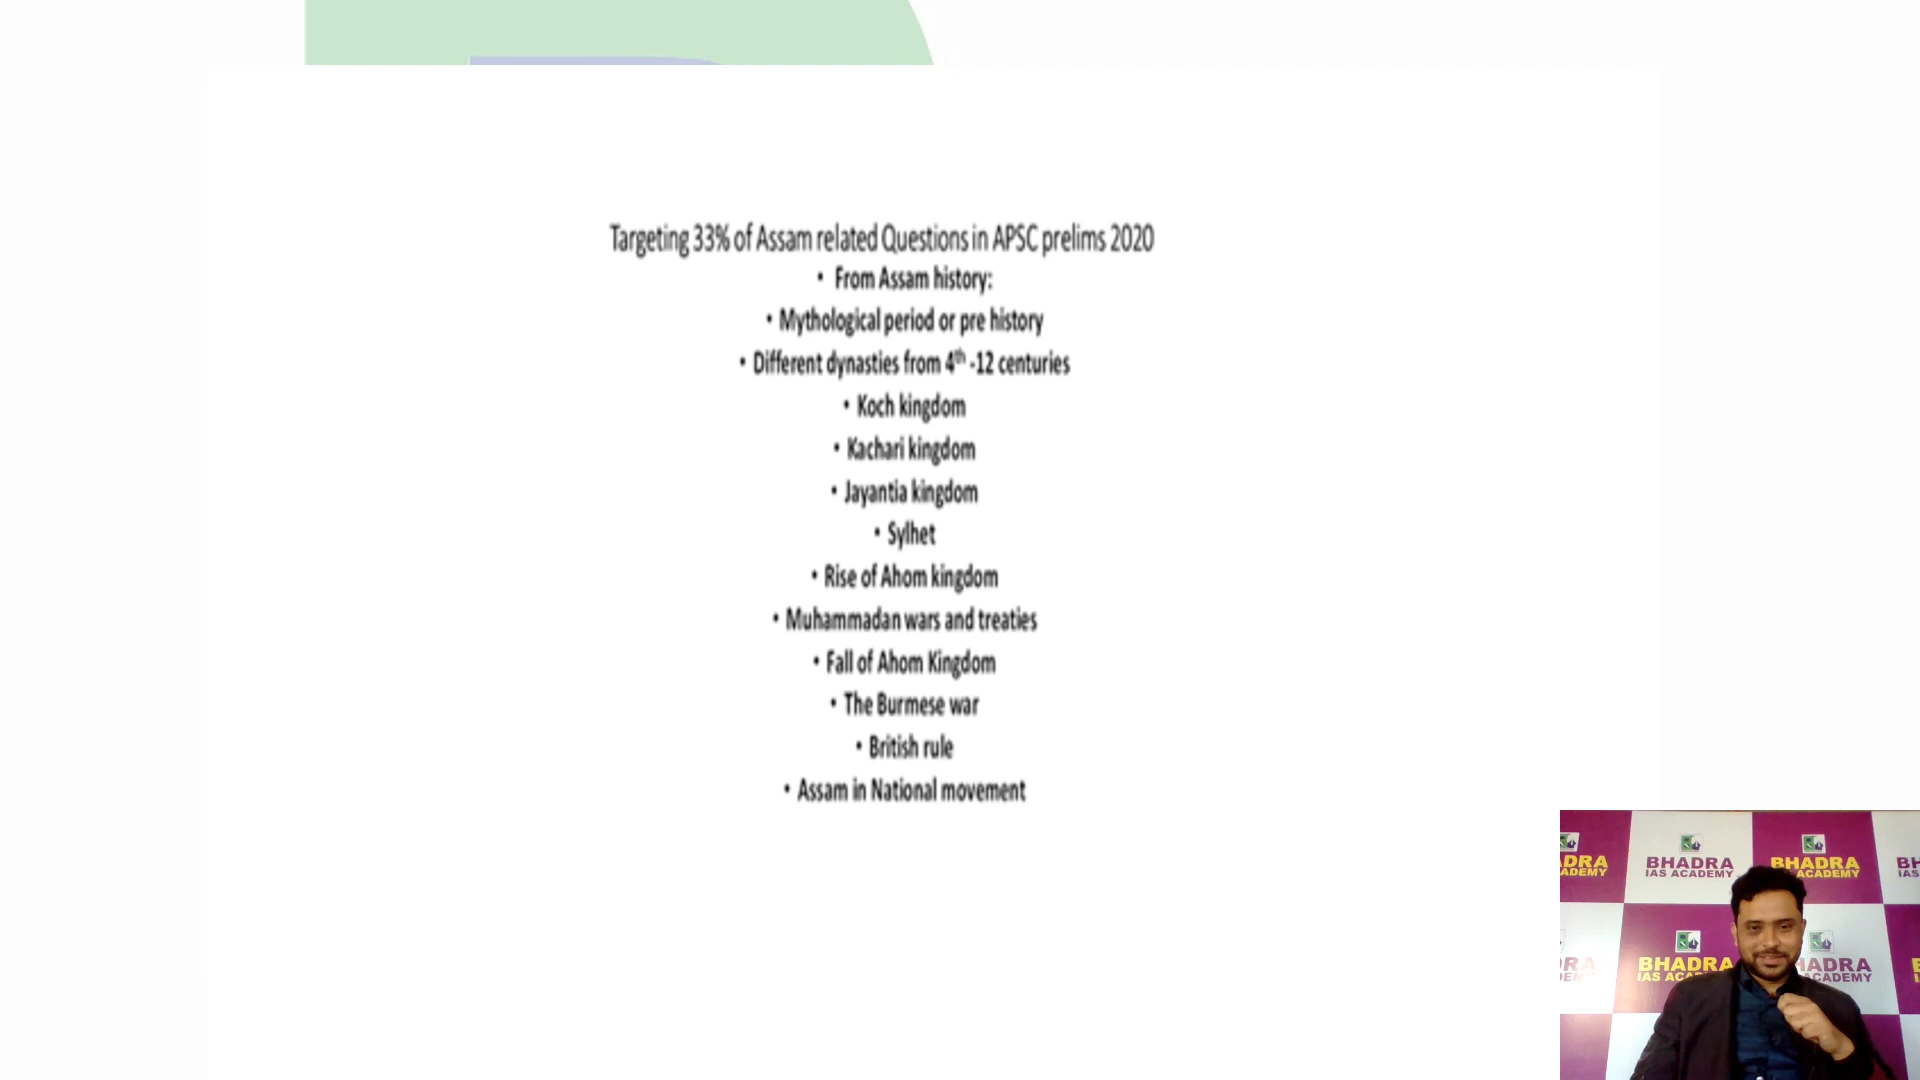 Targeting 33% of Assam related Questions in APSC prelims 2020
• From Assam history:
• Mythological period or pre history
• Different dynasties from 4th -12 centuries
• Koch kingdom
• Kachari kingdom
• Jayantia kingdom
• Sylhet
• Rise of Ahom kingdom
• Muhammadan wars and treaties
• Fall of Ahom Kingdom
• The Burmese war
• British rule
• Assam in National movement
BHADRA
IAS ACADEMY
BHADRA
ACADEMY
BHADRA